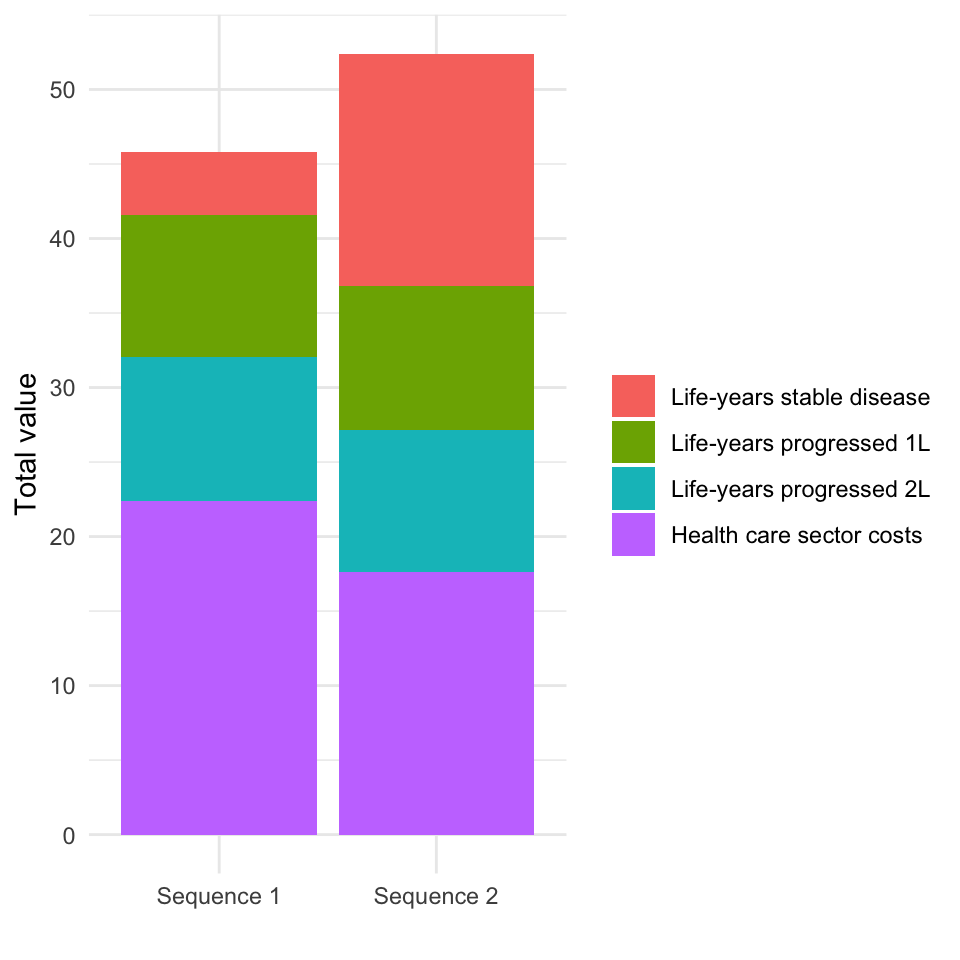 Total value
50
40
30
20
10
0
Sequence 1
Sequence 2
Life-years stable disease
Life-years progressed 1L
Life-years progressed 2L
Health care sector costs